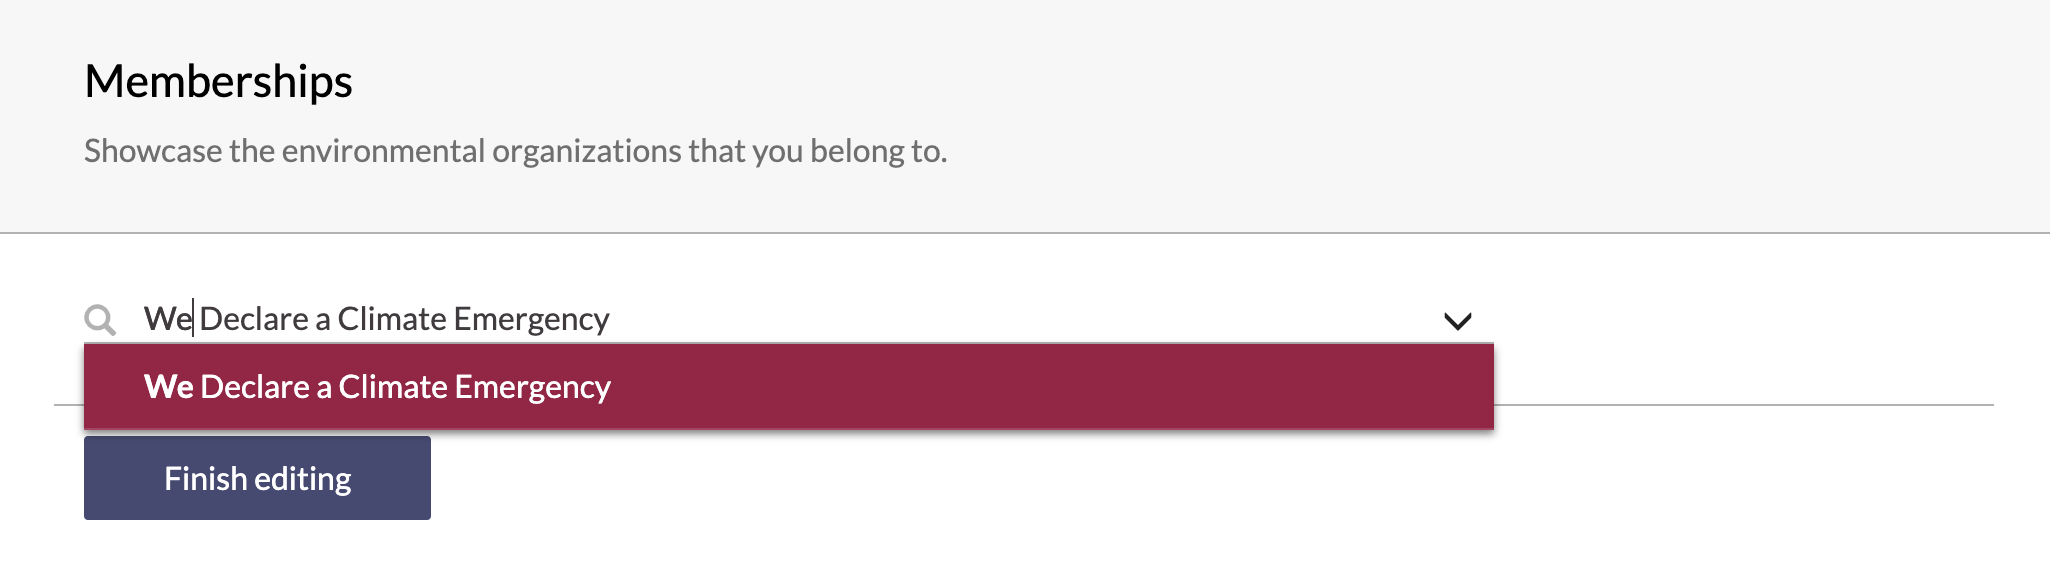 Memberships
Showcase the environmental organizations that you belong to.
We Declare a Climate Emergency
We Declare a Climate Emergency
Finish editing